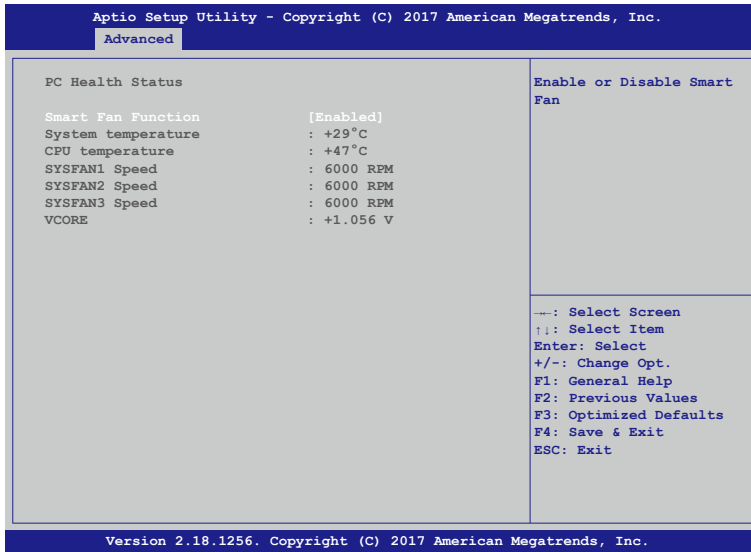 Aptio Setup Utility - Copyright (C) 2017 American Megatrends, Inc.
Advanced
PC Health Status
Smart Fan Function [Enabled]
System temperature : +29°C
CPU temperature : +47°C
SYSFAN1 Speed : 6000 RPM
SYSFAN2 Speed : 6000 RPM
SYSFAN3 Speed : 6000 RPM
VCORE : +1.056 V
Enable or Disable Smart
Fan
→←: Select Screen
↑↓: Select Item
Enter: Select
+/-: Change Opt.
F1: General Help
F2: Previous Values
F3: Optimized Defaults
F4: Save & Exit
ESC: Exit
Version 2.18.1256. Copyright (C) 2017 American Megatrends, Inc.